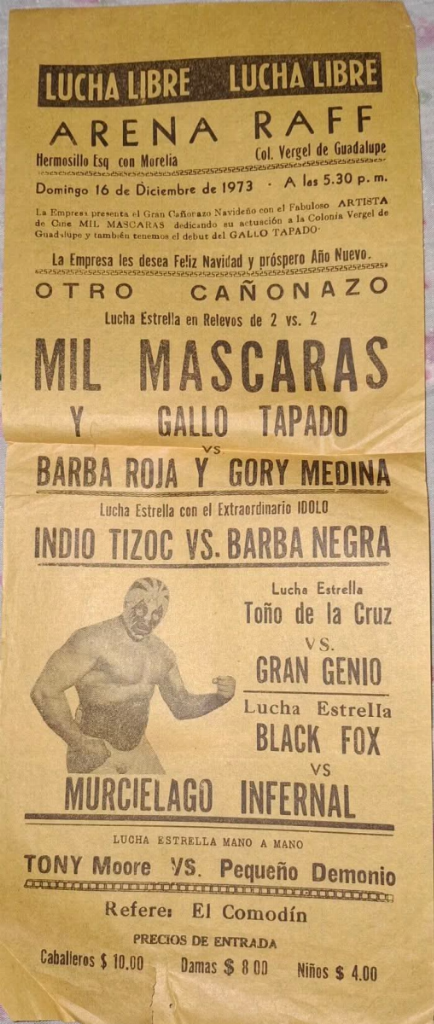 LUCHA LIBRE LUCHA LIBRE
ARENA RAFF
Hermosillo Esq con Morelia Col. Vergel de Guadalupe
Domingo 16 de Diciembre de 1973 · A las 5.30 p. m.
La Empresa presenta el Gran Cañorazo Navideño con el Fabuloso ARTISTA
de Cine MIL MASCARAS dedicando su actuación a la Colonia Vergel de
Guadalupe y también tenemos el debut del GALLO TAPADO·
La Empresa les desea Feliz Navidad y próspero Año Nuevo.
OTRO CAÑONAZO
Lucha Estrella en Relevos de 2 vs. 2
MIL MASCARAS
Y GALLO TAPADO
VS
BARBA ROJA Y GORY MEDINA
Lucha Estrella con el Extraordinario IDOLO
INDIO TIZOC VS. BARBA NEGRA
Lucha Estrella
Toño de la Cruz
VS.
GRAN GENIO
Lucha Estrella
BLACK FOX
VS
MURCIELAGO INFERNAL
LUCHA ESTRELLA MANO A MANO
TONY Moore VS. Pequeño Demonio
Refere: El Comodín
PRECIOS DE ENTRADA
Caballeros $ 10.00 Damas $ 8 00 Niños $ 4.00